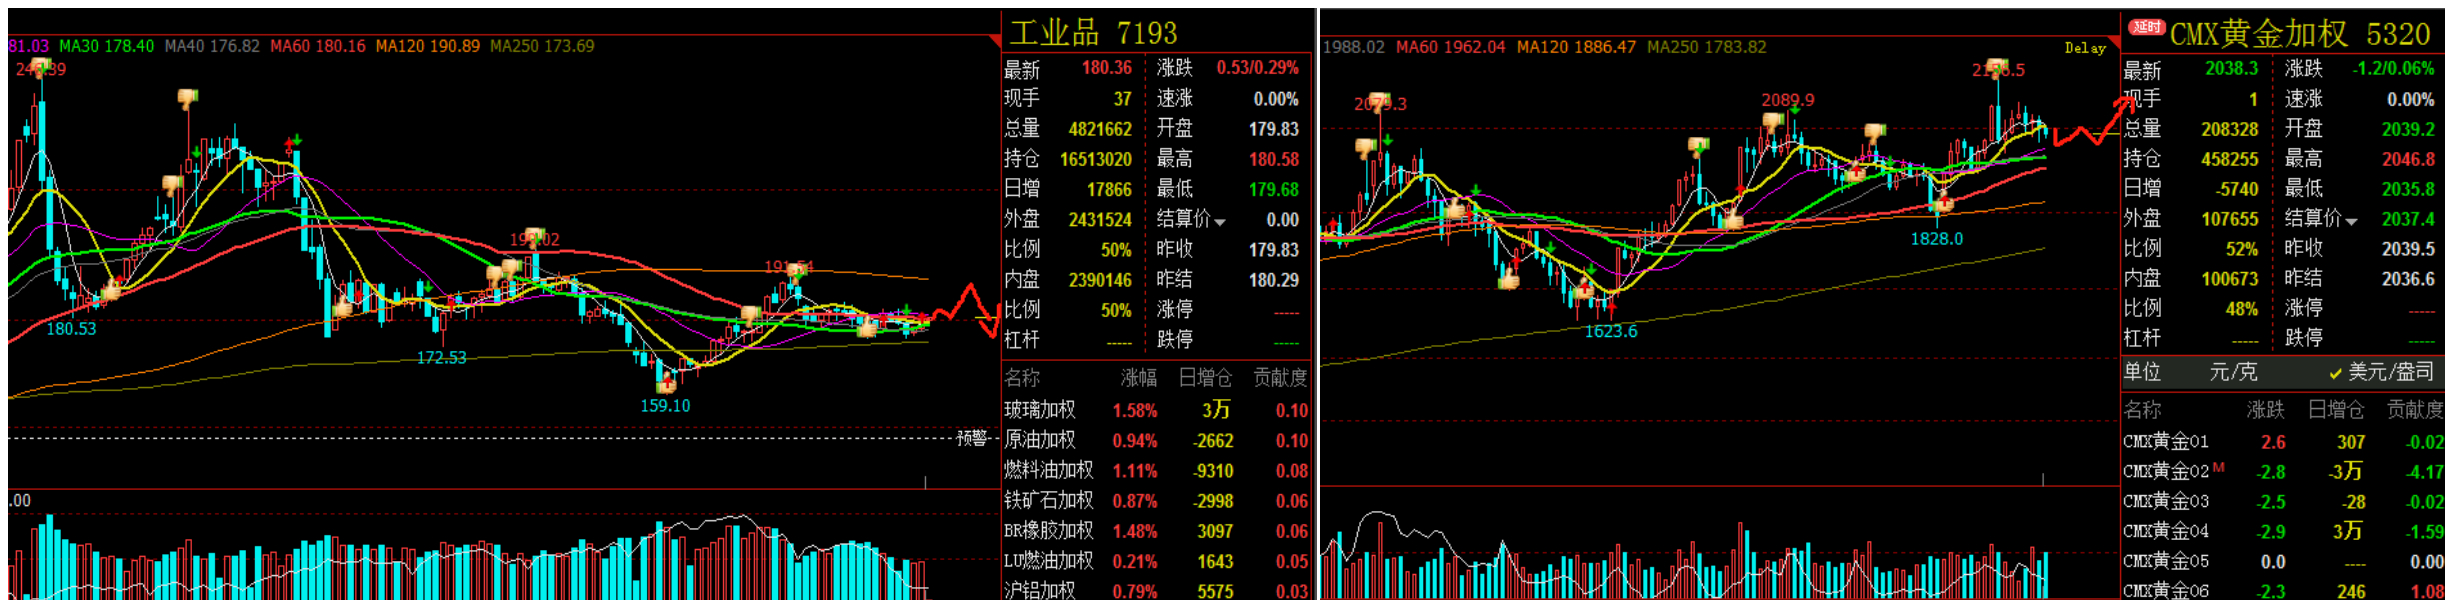 81.03 MA30 178.40 MA40 176.82 MA60 180.16 MA120 190.89 MA250 173.69
180.53
172.53
199.02
191.54
159.10
预警
.00
工业品 7193
最新 180.36 涨跌 0.53/0.29%
现手 37 速涨 0.00%
总量 4821662 开盘 179.83
持仓 16513020 最高 180.58
日增 17866 最低 179.68
外盘 2431524 结算价 0.00
比例 50% 昨收 179.83
内盘 2390146 昨结 180.29
比例 50% 涨停 -----
杠杆 ----- 跌停 -----
名称 涨幅 日增仓 贡献度
玻璃加权 1.58% 3万 0.10
原油加权 0.94% -2662 0.10
燃料油加权 1.11% -9310 0.08
铁矿石加权 0.87% -2998 0.06
BR橡胶加权 1.48% 3097 0.06
LU燃油加权 0.21% 1643 0.05
沪铝加权 0.79% 5575 0.03
1988.02 MA60 1962.04 MA120 1886.47 MA250 1783.82
Delay
2079.3
2089.9
1828.0
1623.6
延时 CMX黄金加权 5320
最新 2038.3 涨跌 -1.2/0.06%
现手 1 速涨 0.00%
总量 208328 开盘 2039.2
持仓 458255 最高 2046.8
日增 -5740 最低 2035.8
外盘 107655 结算价 2037.4
比例 52% 昨收 2039.5
内盘 100673 昨结 2036.6
比例 48% 涨停 -----
杠杆 ----- 跌停 -----
单位 元/克 美元/盎司
名称 涨跌 日增仓 贡献度
CMX黄金01 2.6 307 -0.02
CMX黄金02 M -2.8 -3万 -4.17
CMX黄金03 -2.5 -28 -0.02
CMX黄金04 -2.9 3万 -1.59
CMX黄金05 0.0 ---- 0.00
CMX黄金06 -2.3 246 1.08